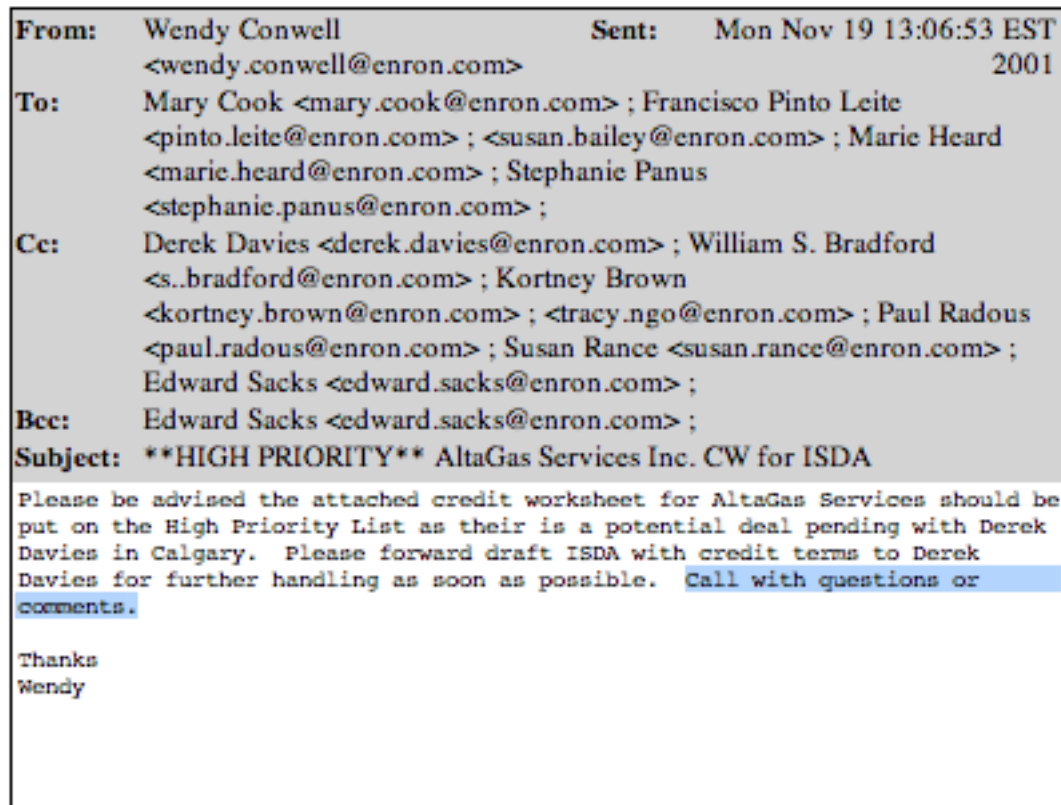 From: Wendy Conwell Sent: Mon Nov 19 13:06:53 EST
<wendy.conwell@enron.com> 2001
To: Mary Cook <mary.cook@enron.com> ; Francisco Pinto Leite
<pinto.leite@enron.com> ; <susan.bailey@enron.com> ; Marie Heard
<marie.heard@enron.com> ; Stephanie Panus
<stephanie.panus@enron.com> ;
Cc: Derek Davies <derek.davies@enron.com> ; William S. Bradford
<s..bradford@enron.com> ; Kortney Brown
<kortney.brown@enron.com> ; <tracy.ngo@enron.com> ; Paul Radous
<paul.radous@enron.com> ; Susan Rance <susan.rance@enron.com> ;
Edward Sacks <edward.sacks@enron.com> ;
Bcc: Edward Sacks <edward.sacks@enron.com> ;
Subject: **HIGH PRIORITY** AltaGas Services Inc. CW for ISDA
Please be advised the attached credit worksheet for AltaGas Services should be
put on the High Priority List as their is a potential deal pending with Derek
Davies in Calgary.  Please forward draft ISDA with credit terms to Derek
Davies for further handling as soon as possible.  Call with questions or
comments.
Thanks
Wendy